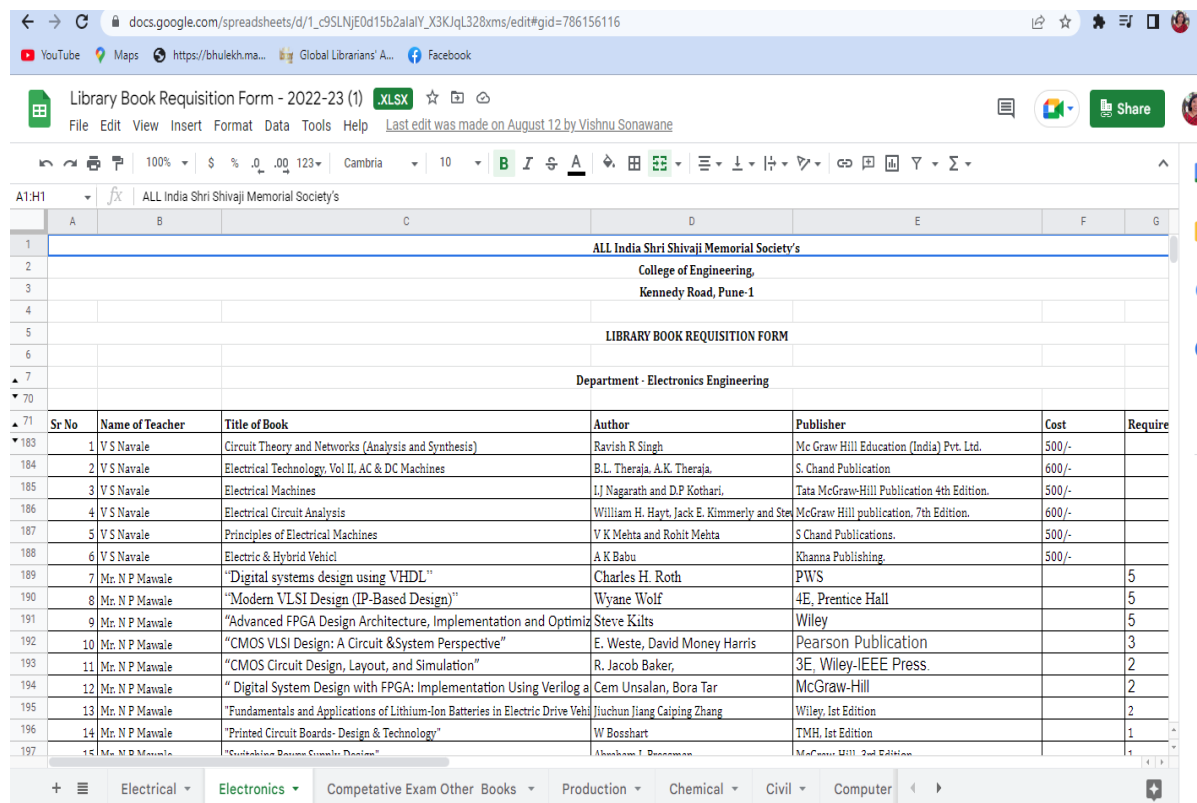 docs.google.com/spreadsheets/d/1_c9SLNjE0d15b2aIaIY_X3KJqL328xms/edit#gid=786156116
YouTube Maps https://bhulekh.ma... Global Librarians' A... Facebook
Library Book Requisition Form - 2022-23 (1) .XLSX
File Edit View Insert Format Data Tools Help Last edit was made on August 12 by Vishnu Sonawane
Share
100% $ % .0 .00 123 Cambria 10 B I S A
A1:H1 fx ALL India Shri Shivaji Memorial Society's
A B C D E F G
1 ALL India Shri Shivaji Memorial Society's
2 College of Engineering,
3 Kennedy Road, Pune-1
4
5 LIBRARY BOOK REQUISITION FORM
6
7 Department - Electronics Engineering
70
71 Sr No Name of Teacher Title of Book Author Publisher Cost Require
183 1 V S Navale Circuit Theory and Networks (Analysis and Synthesis) Ravish R Singh Mc Graw Hill Education (India) Pvt. Ltd. 500/-
184 2 V S Navale Electrical Technology, Vol II, AC & DC Machines B.L. Theraja, A.K. Theraja, S. Chand Publication 600/-
185 3 V S Navale Electrical Machines I.J Nagarath and D.P Kothari, Tata McGraw-Hill Publication 4th Edition. 500/-
186 4 V S Navale Electrical Circuit Analysis William H. Hayt, Jack E. Kimmerly and Stev McGraw Hill publication, 7th Edition. 600/-
187 5 V S Navale Principles of Electrical Machines V K Mehta and Rohit Mehta S Chand Publications. 500/-
188 6 V S Navale Electric & Hybrid Vehicl A K Babu Khanna Publishing. 500/-
189 7 Mr. N P Mawale "Digital systems design using VHDL" Charles H. Roth PWS 5
190 8 Mr. N P Mawale "Modern VLSI Design (IP-Based Design)" Wyane Wolf 4E, Prentice Hall 5
191 9 Mr. N P Mawale "Advanced FPGA Design Architecture, Implementation and Optimiz Steve Kilts Wiley 5
192 10 Mr. N P Mawale "CMOS VLSI Design: A Circuit &System Perspective" E. Weste, David Money Harris Pearson Publication 3
193 11 Mr. N P Mawale "CMOS Circuit Design, Layout, and Simulation" R. Jacob Baker, 3E, Wiley-IEEE Press. 2
194 12 Mr. N P Mawale " Digital System Design with FPGA: Implementation Using Verilog a Cem Unsalan, Bora Tar McGraw-Hill 2
195 13 Mr. N P Mawale "Fundamentals and Applications of Lithium-Ion Batteries in Electric Drive Vehi Jiuchun Jiang Caiping Zhang Wiley, Ist Edition 2
196 14 Mr. N P Mawale "Printed Circuit Boards- Design & Technology" W Bosshart TMH, Ist Edition 1
197 15 Mr. N P Mawale "Switching Power Supply Design" Abraham I. Pressman McGraw Hill, 3rd Edition 1
Electrical Electronics Competative Exam Other Books Production Chemical Civil Computer